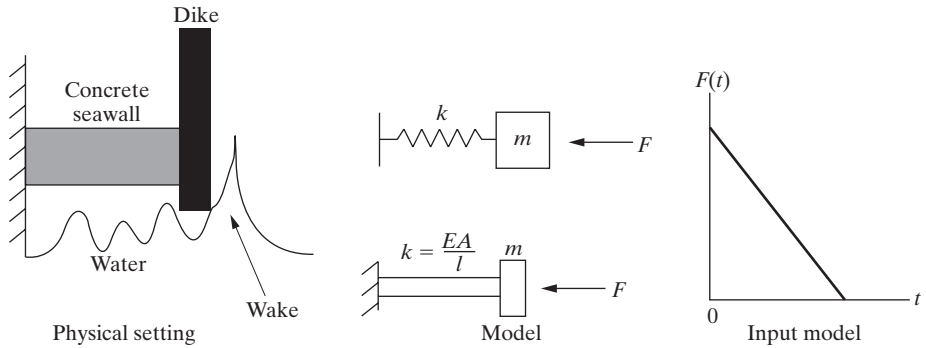 Dike
Concrete
seawall
Water
Wake
Physical setting
k
m
F
k = EA/l
m
F
Model
F(t)
0
t
Input model